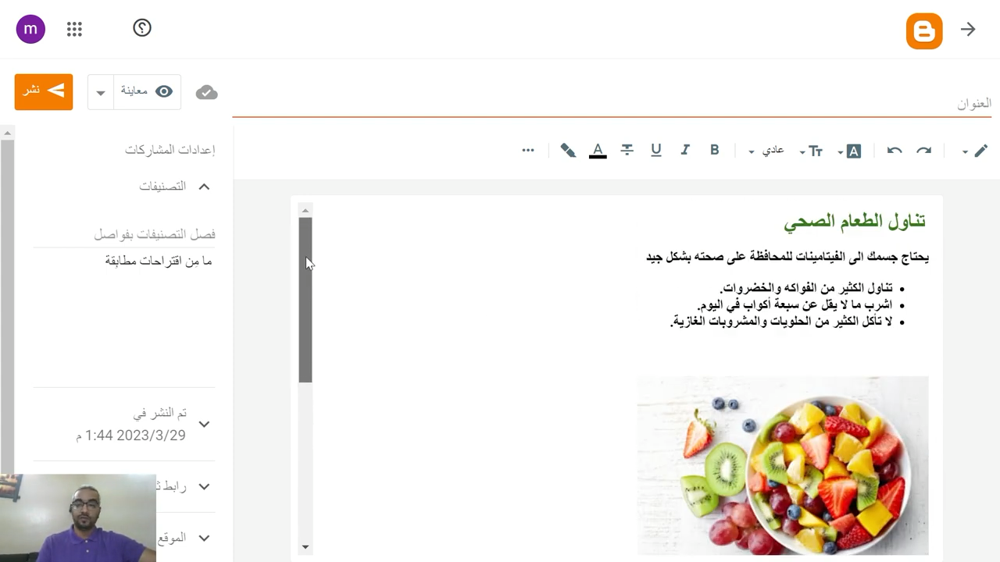 m
العنوان
نشر
معاينة
إعدادات المشاركات
التصنيفات
فصل التصنيفات بفواصل
ما مِن اقتراحات مطابقة
تم النشر في
2023/3/29 1:44 م
رابط
الموقع
... A U I B عادي Tт A
تناول الطعام الصحي
يحتاج جسمك الى الفيتامينات للمحافظة على صحته بشكل جيد
• تناول الكثير من الفواكه والخضروات.
• اشرب ما لا يقل عن سبعة أكواب في اليوم.
• لا تأكل الكثير من الحلويات والمشروبات الغازية.